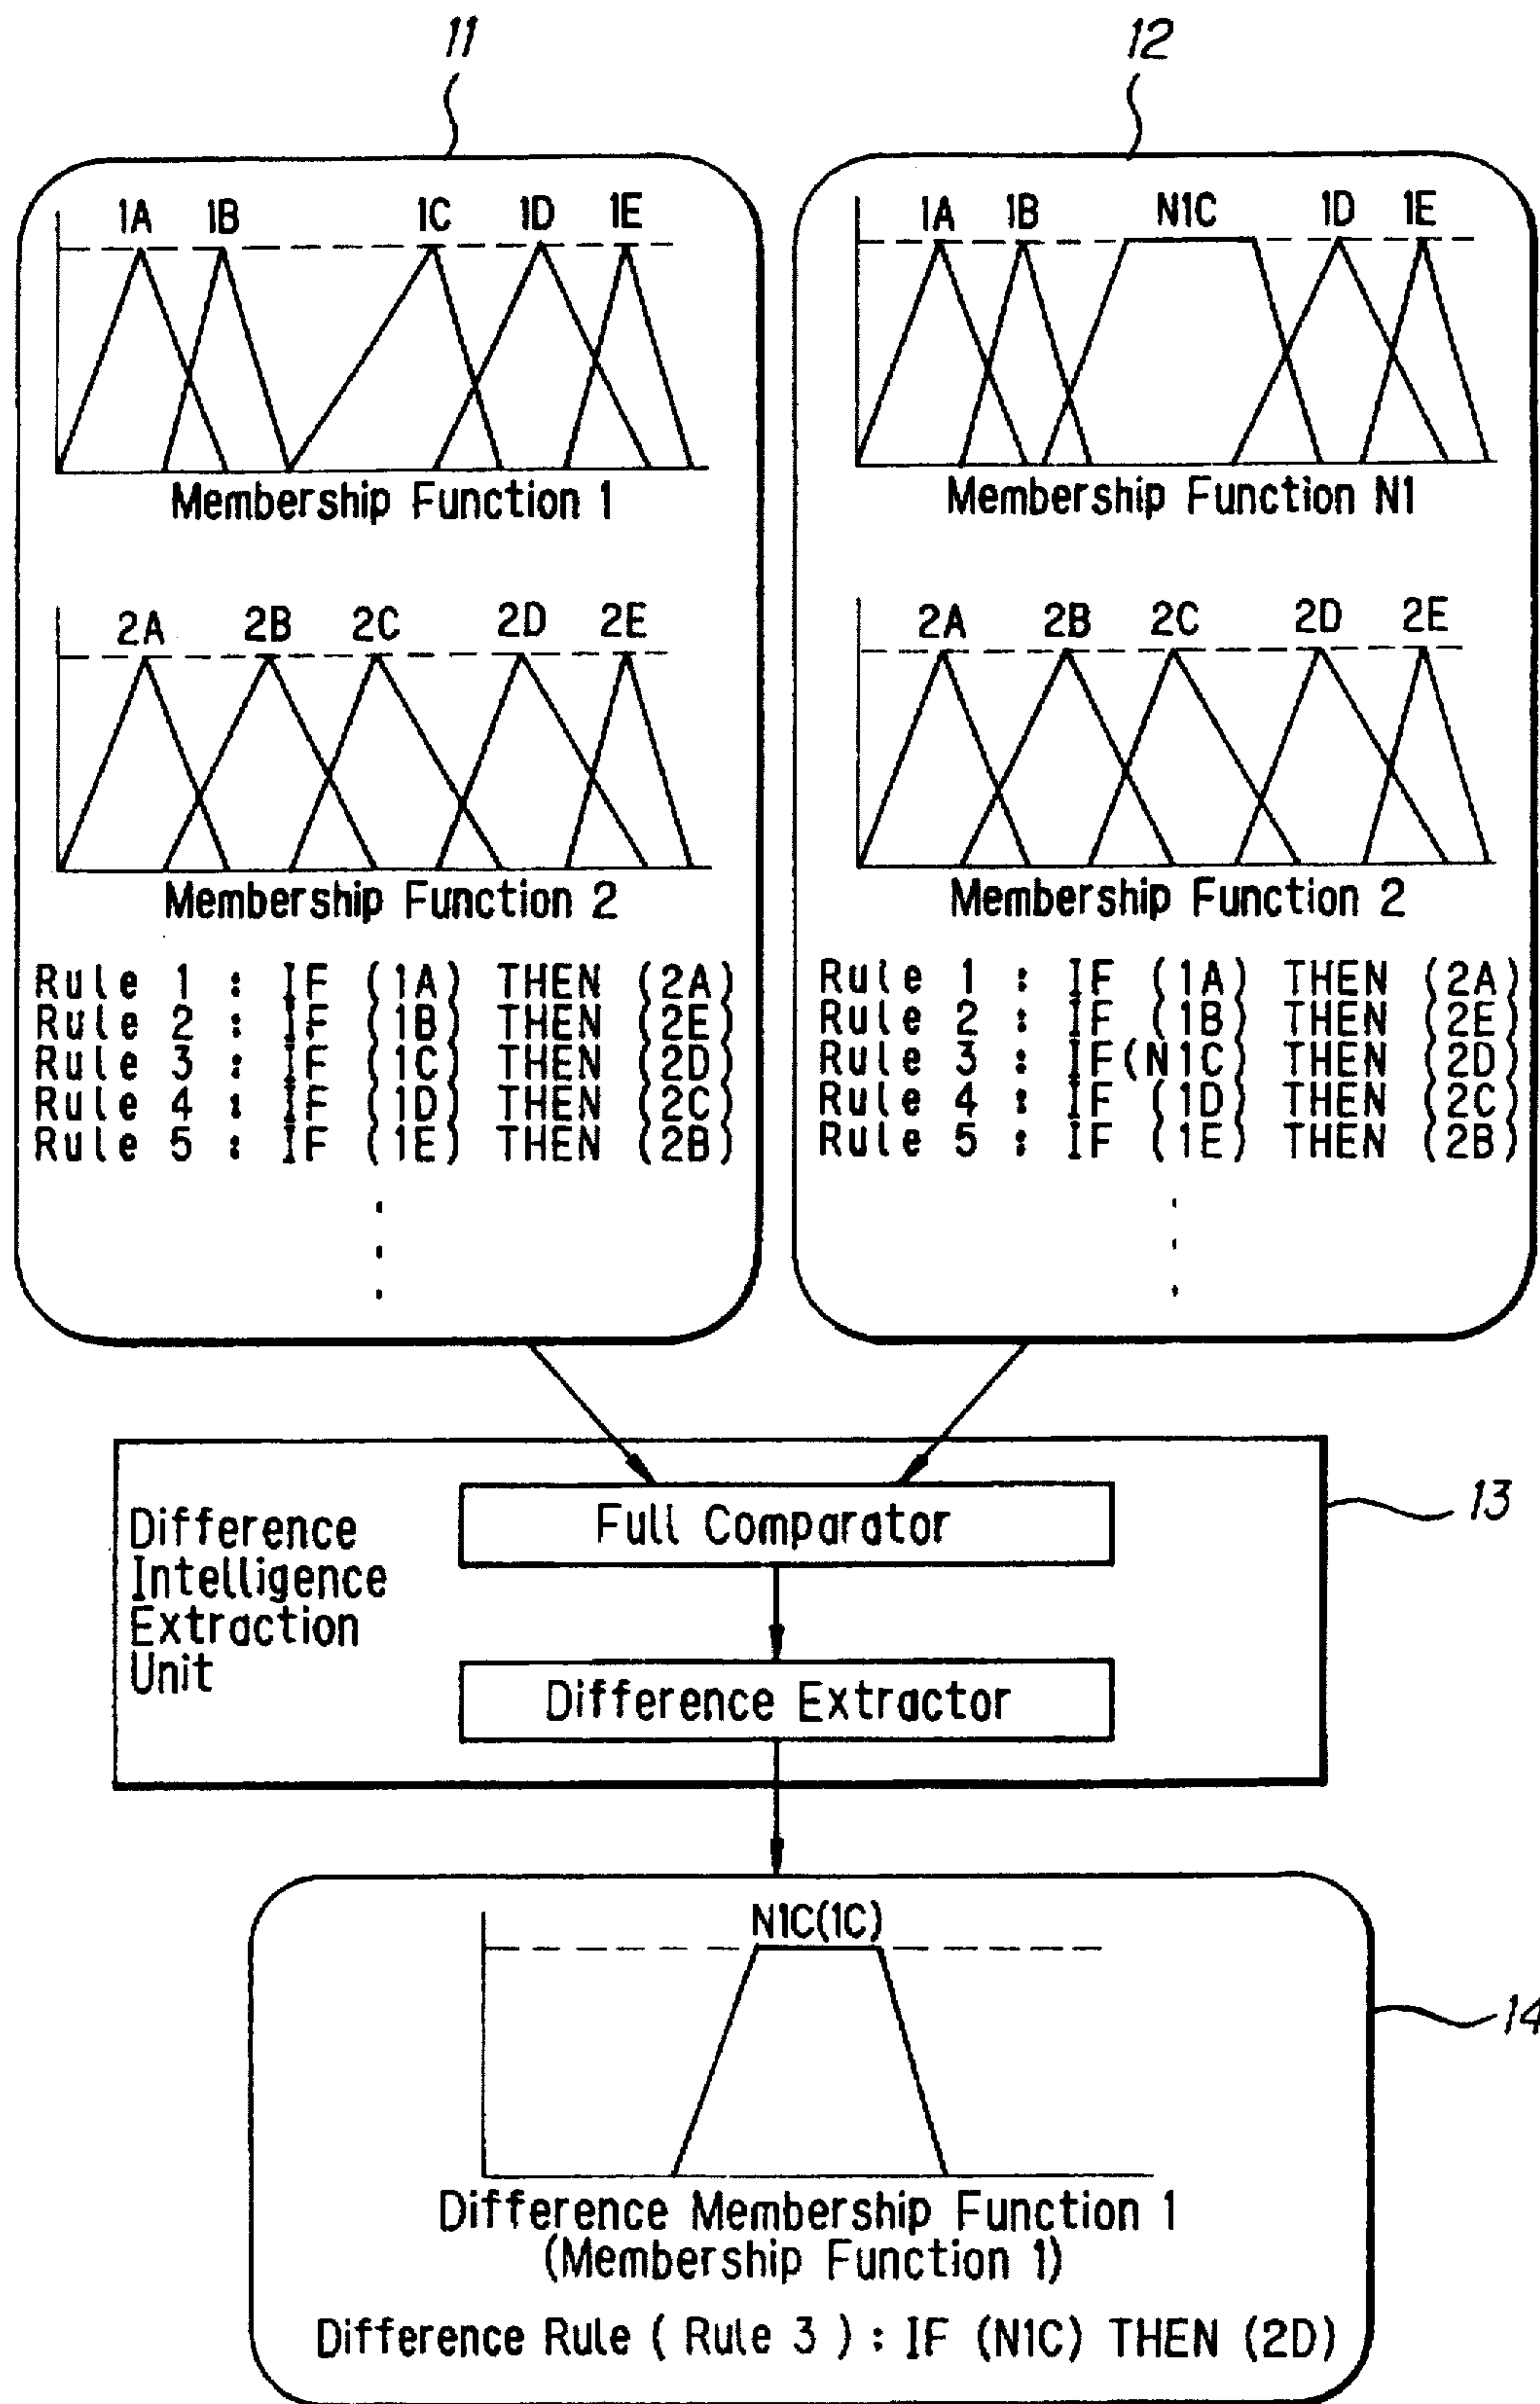 11
12
1A 1B 1C 1D 1E
Membership Function 1
2A 2B 2C 2D 2E
Membership Function 2
Rule 1 : IF (1A) THEN (2A)
Rule 2 : IF (1B) THEN (2E)
Rule 3 : IF (1C) THEN (2D)
Rule 4 : IF (1D) THEN (2C)
Rule 5 : IF (1E) THEN (2B)
1A 1B N1C 1D 1E
Membership Function N1
2A 2B 2C 2D 2E
Membership Function 2
Rule 1 : IF (1A) THEN (2A)
Rule 2 : IF (1B) THEN (2E)
Rule 3 : IF(N1C) THEN (2D)
Rule 4 : IF (1D) THEN (2C)
Rule 5 : IF (1E) THEN (2B)
Difference
Intelligence
Extraction
Unit
Full Comparator
Difference Extractor
13
N1C(1C)
14
Difference Membership Function 1
(Membership Function 1)
Difference Rule ( Rule 3 ) : IF (N1C) THEN (2D)